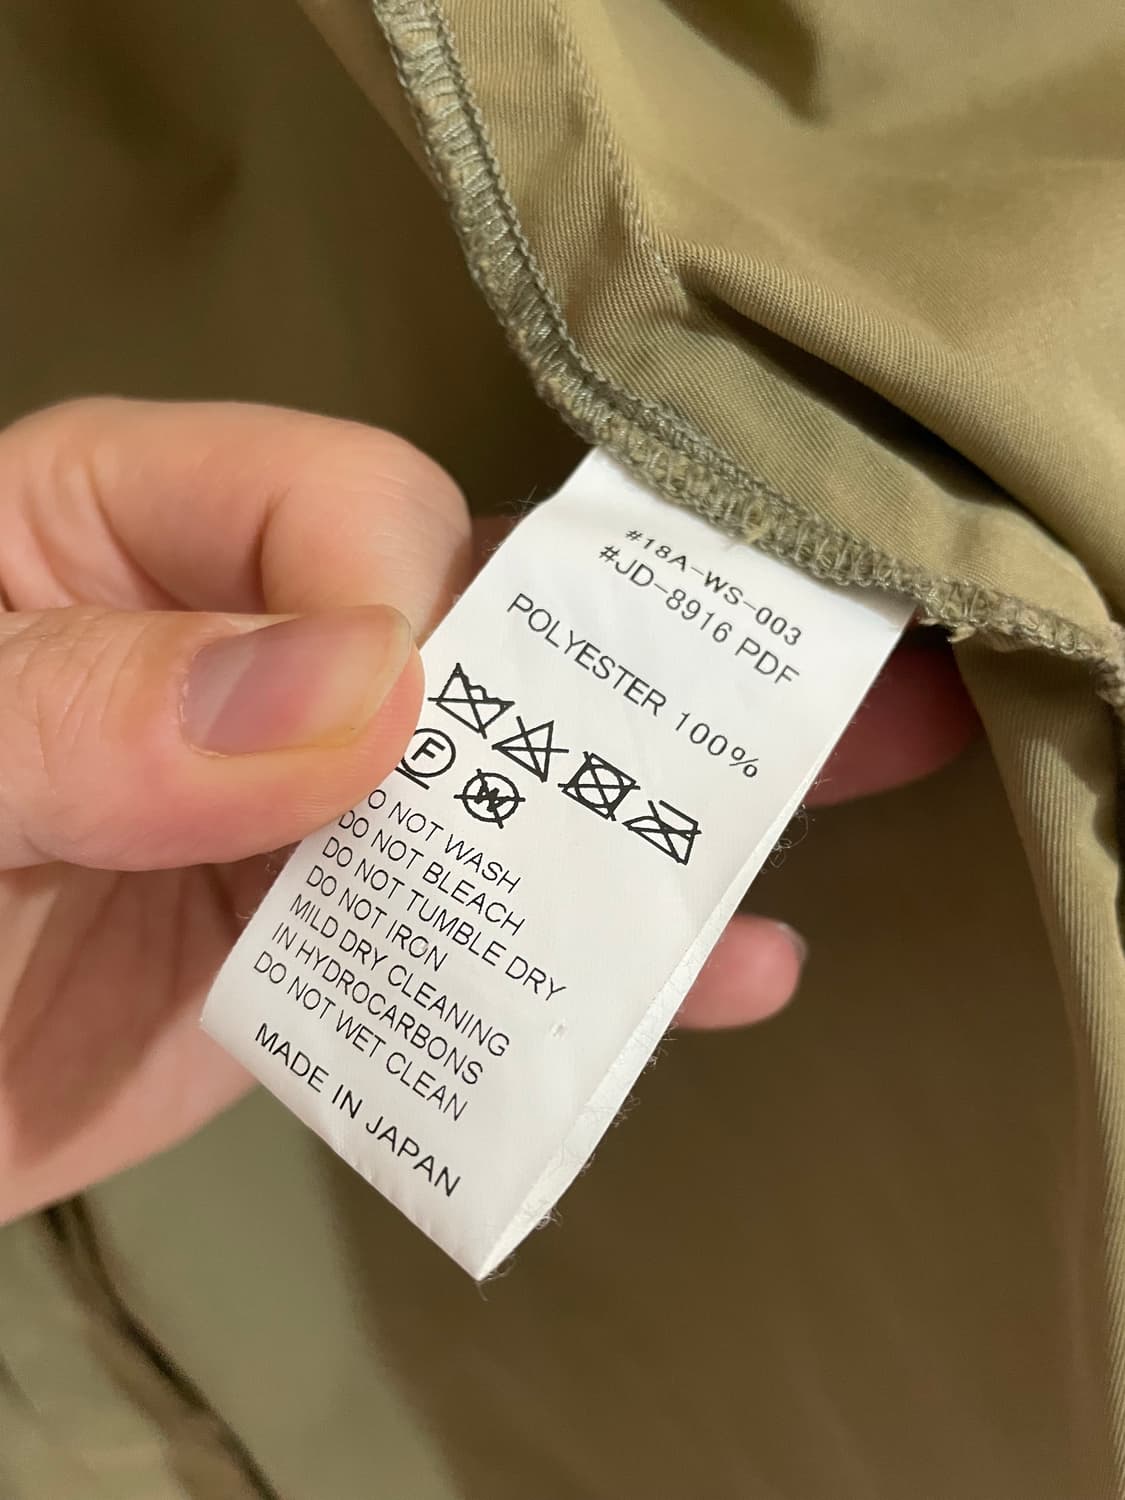 #18A-WS-003
#JD-8916 PDF
POLYESTER 100%
F W
O NOT WASH
DO NOT BLEACH
DO NOT TUMBLE DRY
DO NOT IRON
MILD DRY CLEANING
IN HYDROCARBONS
DO NOT WET CLEAN
MADE IN JAPAN